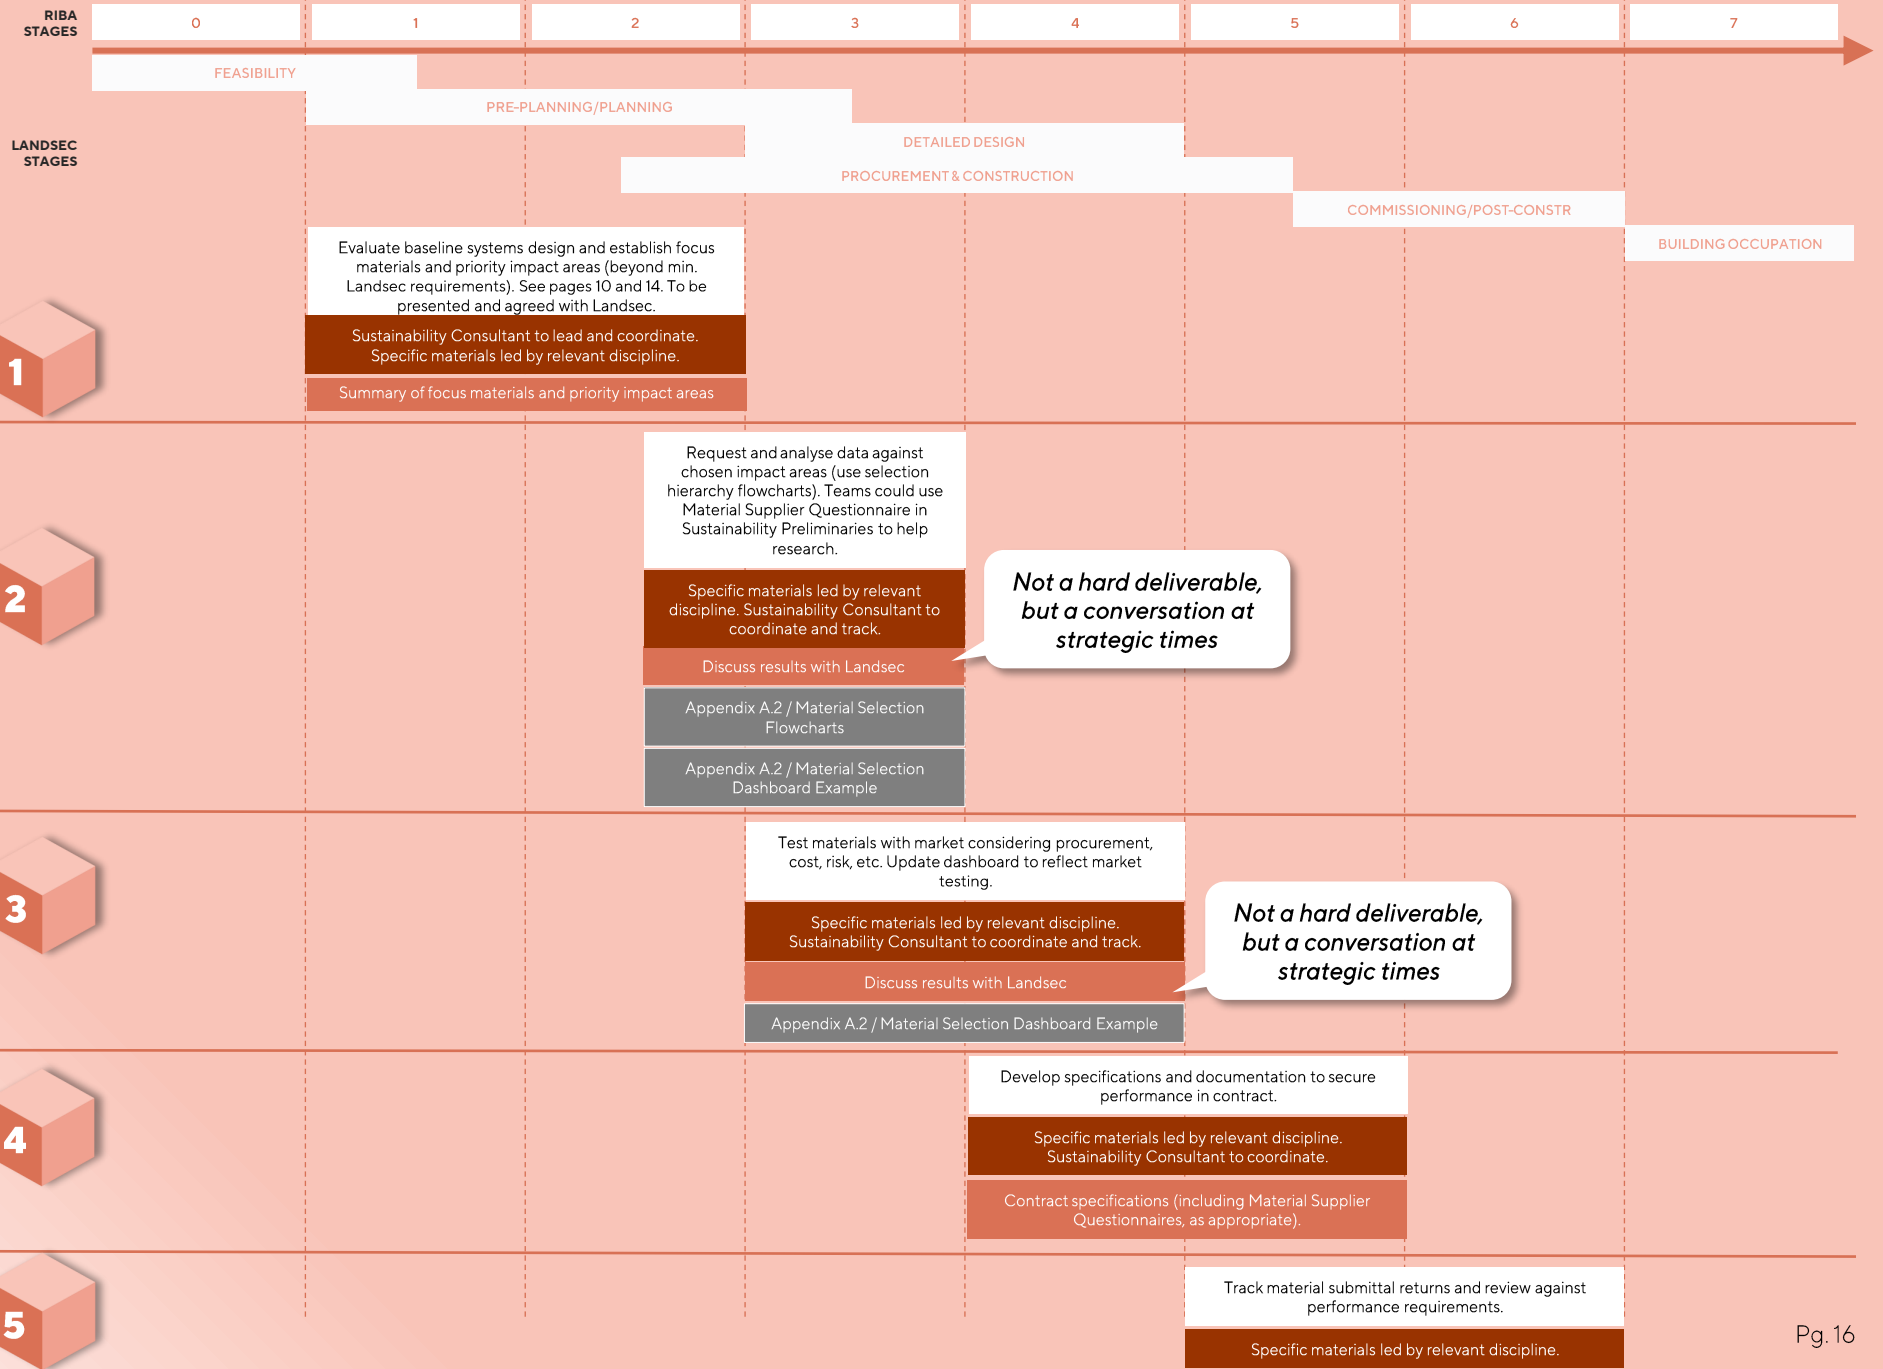 RIBA
STAGES
0
1
2
3
4
5
6
7
FEASIBILITY
PRE-PLANNING/PLANNING
LANDSEC
STAGES
DETAILED DESIGN
PROCUREMENT & CONSTRUCTION
COMMISSIONING/POST-CONSTR
BUILDING OCCUPATION
1
Evaluate baseline systems design and establish focus
materials and priority impact areas (beyond min.
Landsec requirements). See pages 10 and 14. To be
presented and agreed with Landsec.
Sustainability Consultant to lead and coordinate.
Specific materials led by relevant discipline.
Summary of focus materials and priority impact areas
2
Request and analyse data against
chosen impact areas (use selection
hierarchy flowcharts). Teams could use
Material Supplier Questionnaire in
Sustainability Preliminaries to help
research.
Specific materials led by relevant
discipline. Sustainability Consultant to
coordinate and track.
Discuss results with Landsec
Not a hard deliverable,
but a conversation at
strategic times
Appendix A.2 / Material Selection
Flowcharts
Appendix A.2 / Material Selection
Dashboard Example
3
Test materials with market considering procurement,
cost, risk, etc. Update dashboard to reflect market
testing.
Specific materials led by relevant discipline.
Sustainability Consultant to coordinate and track.
Discuss results with Landsec
Not a hard deliverable,
but a conversation at
strategic times
Appendix A.2 / Material Selection Dashboard Example
4
Develop specifications and documentation to secure
performance in contract.
Specific materials led by relevant discipline.
Sustainability Consultant to coordinate.
Contract specifications (including Material Supplier
Questionnaires, as appropriate).
5
Track material submittal returns and review against
performance requirements.
Specific materials led by relevant discipline.
Pg. 16